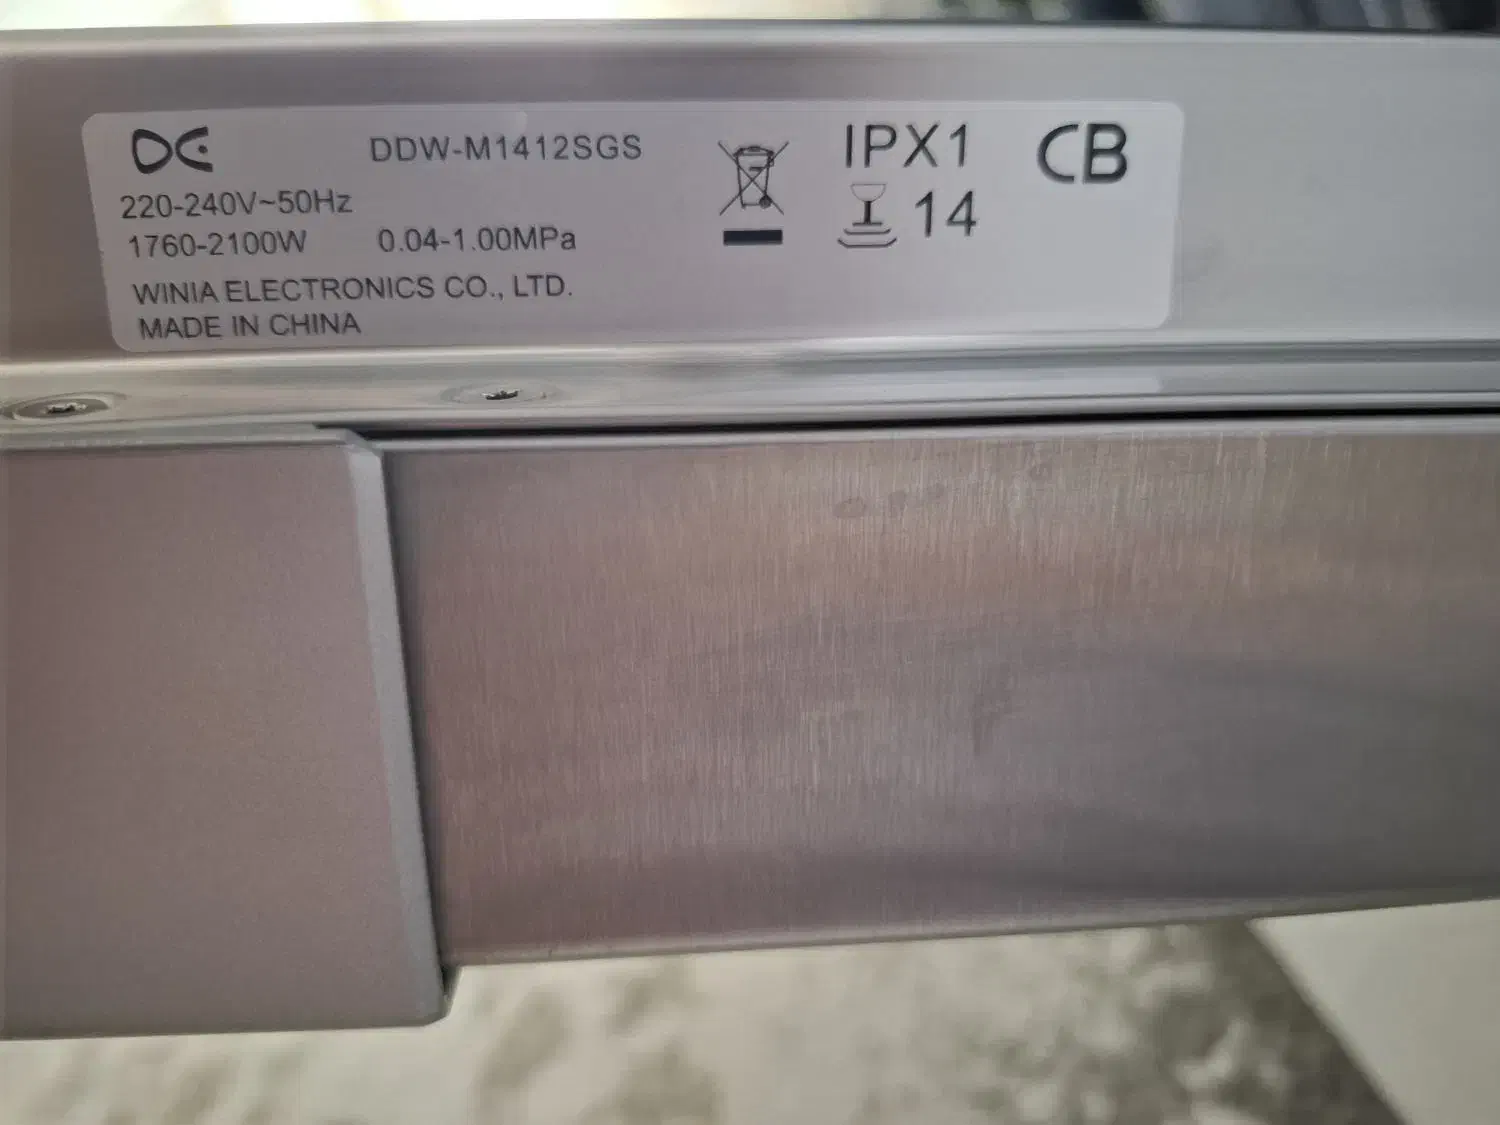 DE DDW-M1412SGS
220-240V~50Hz
1760-2100W 0.04-1.00MPa
WINIA ELECTRONICS CO., LTD.
MADE IN CHINA
IPX1
14
CB